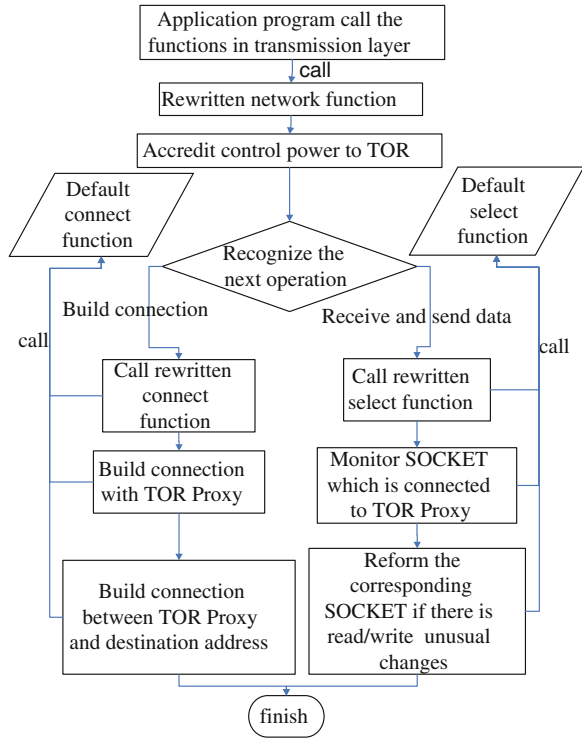 Application program call the
functions in transmission layer
call
Rewritten network function
Accredit control power to TOR
Default
connect
function
Default
select
function
Recognize the
next operation
Build connection
Receive and send data
call
call
Call rewritten
connect
function
Call rewritten
select function
Build connection
with TOR Proxy
Monitor SOCKET
which is connected
to TOR Proxy
Build connection
between TOR Proxy
and destination address
Reform the
corresponding
SOCKET if there is
read/write unusual
changes
finish